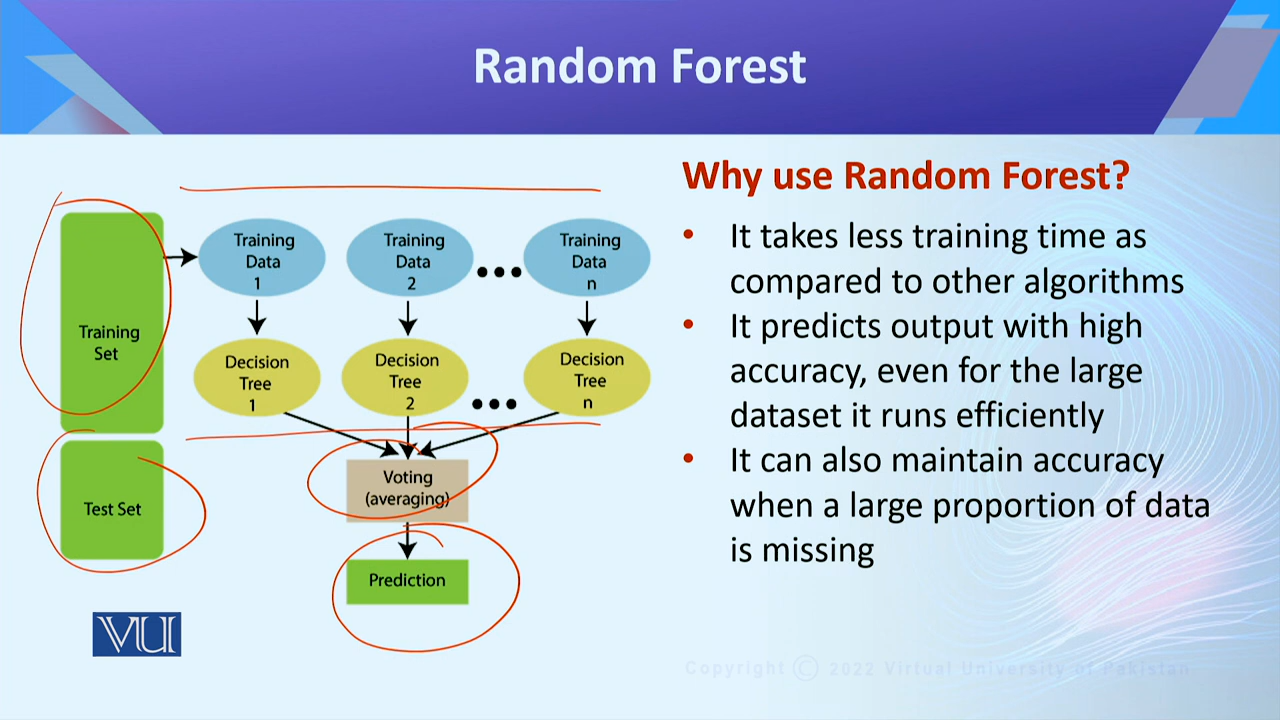 Random Forest
Training
Set
Test Set
Training
Data
1
Training
Data
2
Training
Data
n
Decision
Tree
1
Decision
Tree
2
Decision
Tree
n
Voting
(averaging)
Prediction
VU
Why use Random Forest?
• It takes less training time as
compared to other algorithms
• It predicts output with high
accuracy, even for the large
dataset it runs efficiently
• It can also maintain accuracy
when a large proportion of data
is missing
Copyright © 2022 Virtual University of Pakistan